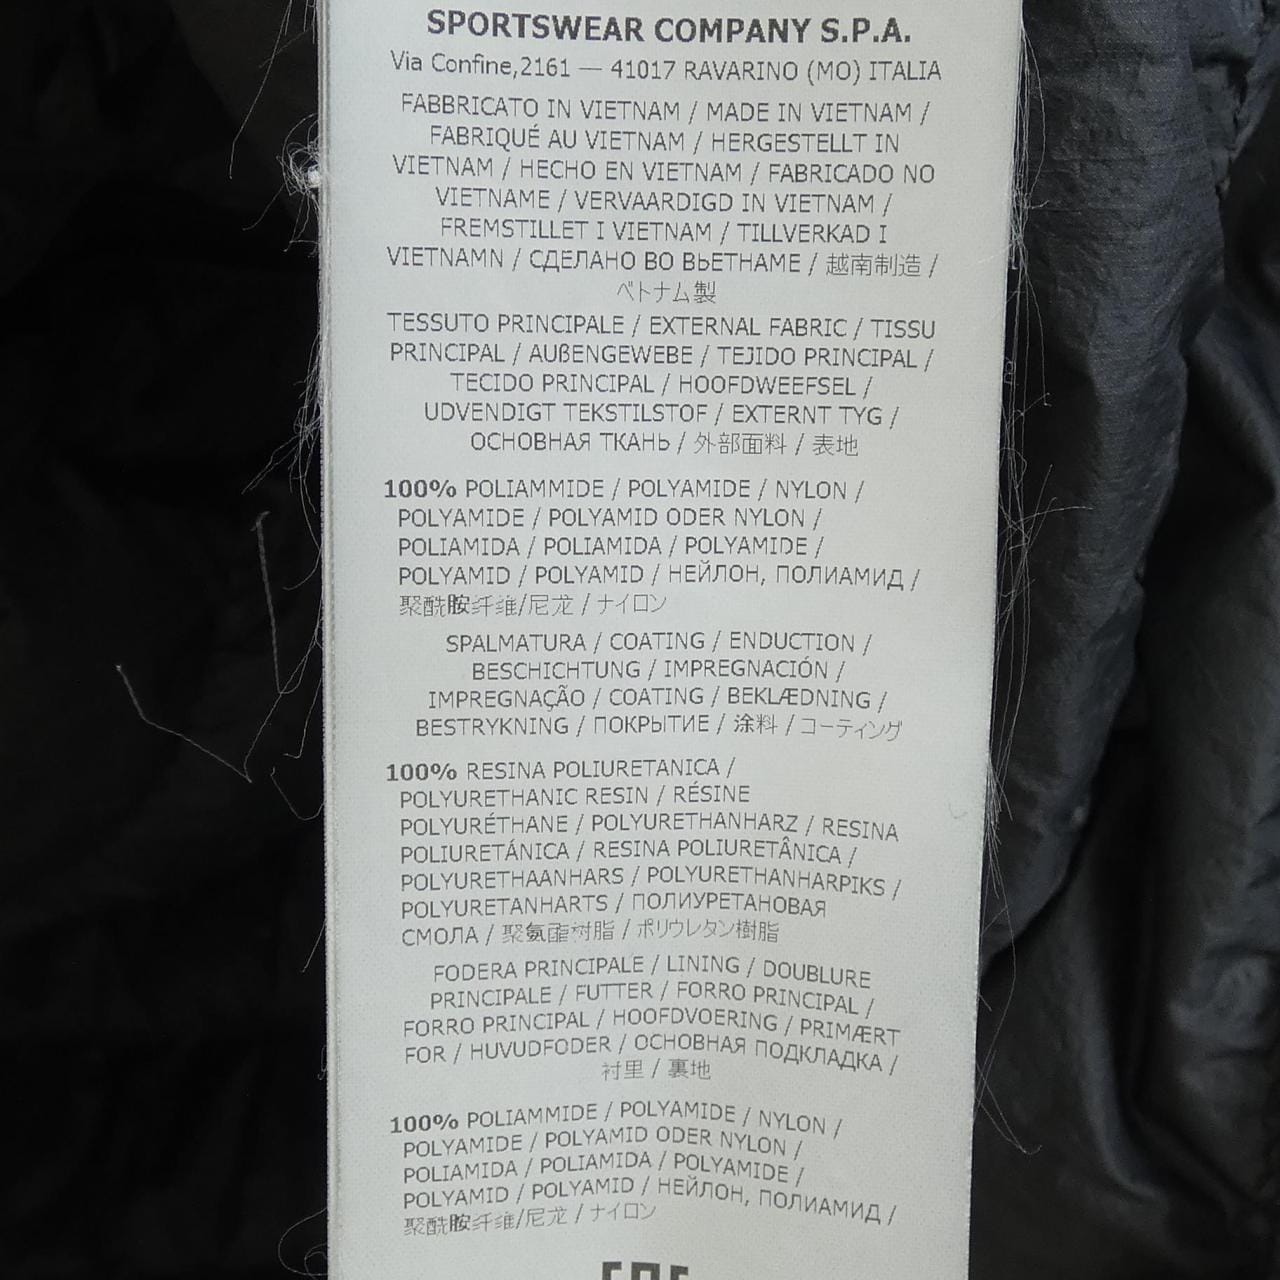 SPORTSWEAR COMPANY S.P.A.
Via Confine,2161 — 41017 RAVARINO (MO) ITALIA
FABBRICATO IN VIETNAM / MADE IN VIETNAM /
FABRIQUÉ AU VIETNAM / HERGESTELLT IN
VIETNAM / HECHO EN VIETNAM / FABRICADO NO
VIETNAME / VERVAARDIGD IN VIETNAM /
FREMSTILLET I VIETNAM / TILLVERKAD I
VIETNAMN / СДЕЛАНО ВО ВЬЕТНАМЕ / 越南制造 /
ベトナム製
TESSUTO PRINCIPALE / EXTERNAL FABRIC / TISSU
PRINCIPAL / AUßENGEWEBE / TEJIDO PRINCIPAL /
TECIDO PRINCIPAL / HOOFDWEEFSEL /
UDVENDIGT TEKSTILSTOF / EXTERNT TYG /
ОСНОВНАЯ ТКАНЬ / 外部面料 / 表地
100% POLIAMMIDE / POLYAMIDE / NYLON /
POLYAMIDE / POLYAMID ODER NYLON /
POLIAMIDA / POLIAMIDA / POLYAMIDE /
POLYAMID / POLYAMID / НЕЙЛОН, ПОЛИАМИД /
聚酰胺纤维/尼龙 / ナイロン
SPALMATURA / COATING / ENDUCTION /
BESCHICHTUNG / IMPREGNACIÓN /
IMPREGNAÇÃO / COATING / BEKLÆDNING /
BESTRYKNING / ПОКРЫТИЕ / 涂料 / コーティング
100% RESINA POLIURETANICA /
POLYURETHANIC RESIN / RÉSINE
POLYURÉTHANE / POLYURETHANHARZ / RESINA
POLIURETÁNICA / RESINA POLIURETÂNICA /
POLYURETHAANHARS / POLYURETHANHARPIKS /
POLYURETANHARTS / ПОЛИУРЕТАНОВАЯ
СМОЛА / 聚氨酯树脂 / ポリウレタン樹脂
FODERA PRINCIPALE / LINING / DOUBLURE
PRINCIPALE / FUTTER / FORRO PRINCIPAL /
FORRO PRINCIPAL / HOOFDVOERING / PRIMÆRT
FOR / HUVUDFODER / ОСНОВНАЯ ПОДКЛАДКА /
衬里 / 裏地
100% POLIAMMIDE / POLYAMIDE / NYLON /
POLYAMIDE / POLYAMID ODER NYLON /
POLIAMIDA / POLIAMIDA / POLYAMIDE /
POLYAMID / POLYAMID / НЕЙЛОН, ПОЛИАМИД /
聚酰胺纤维/尼龙 / ナイロン